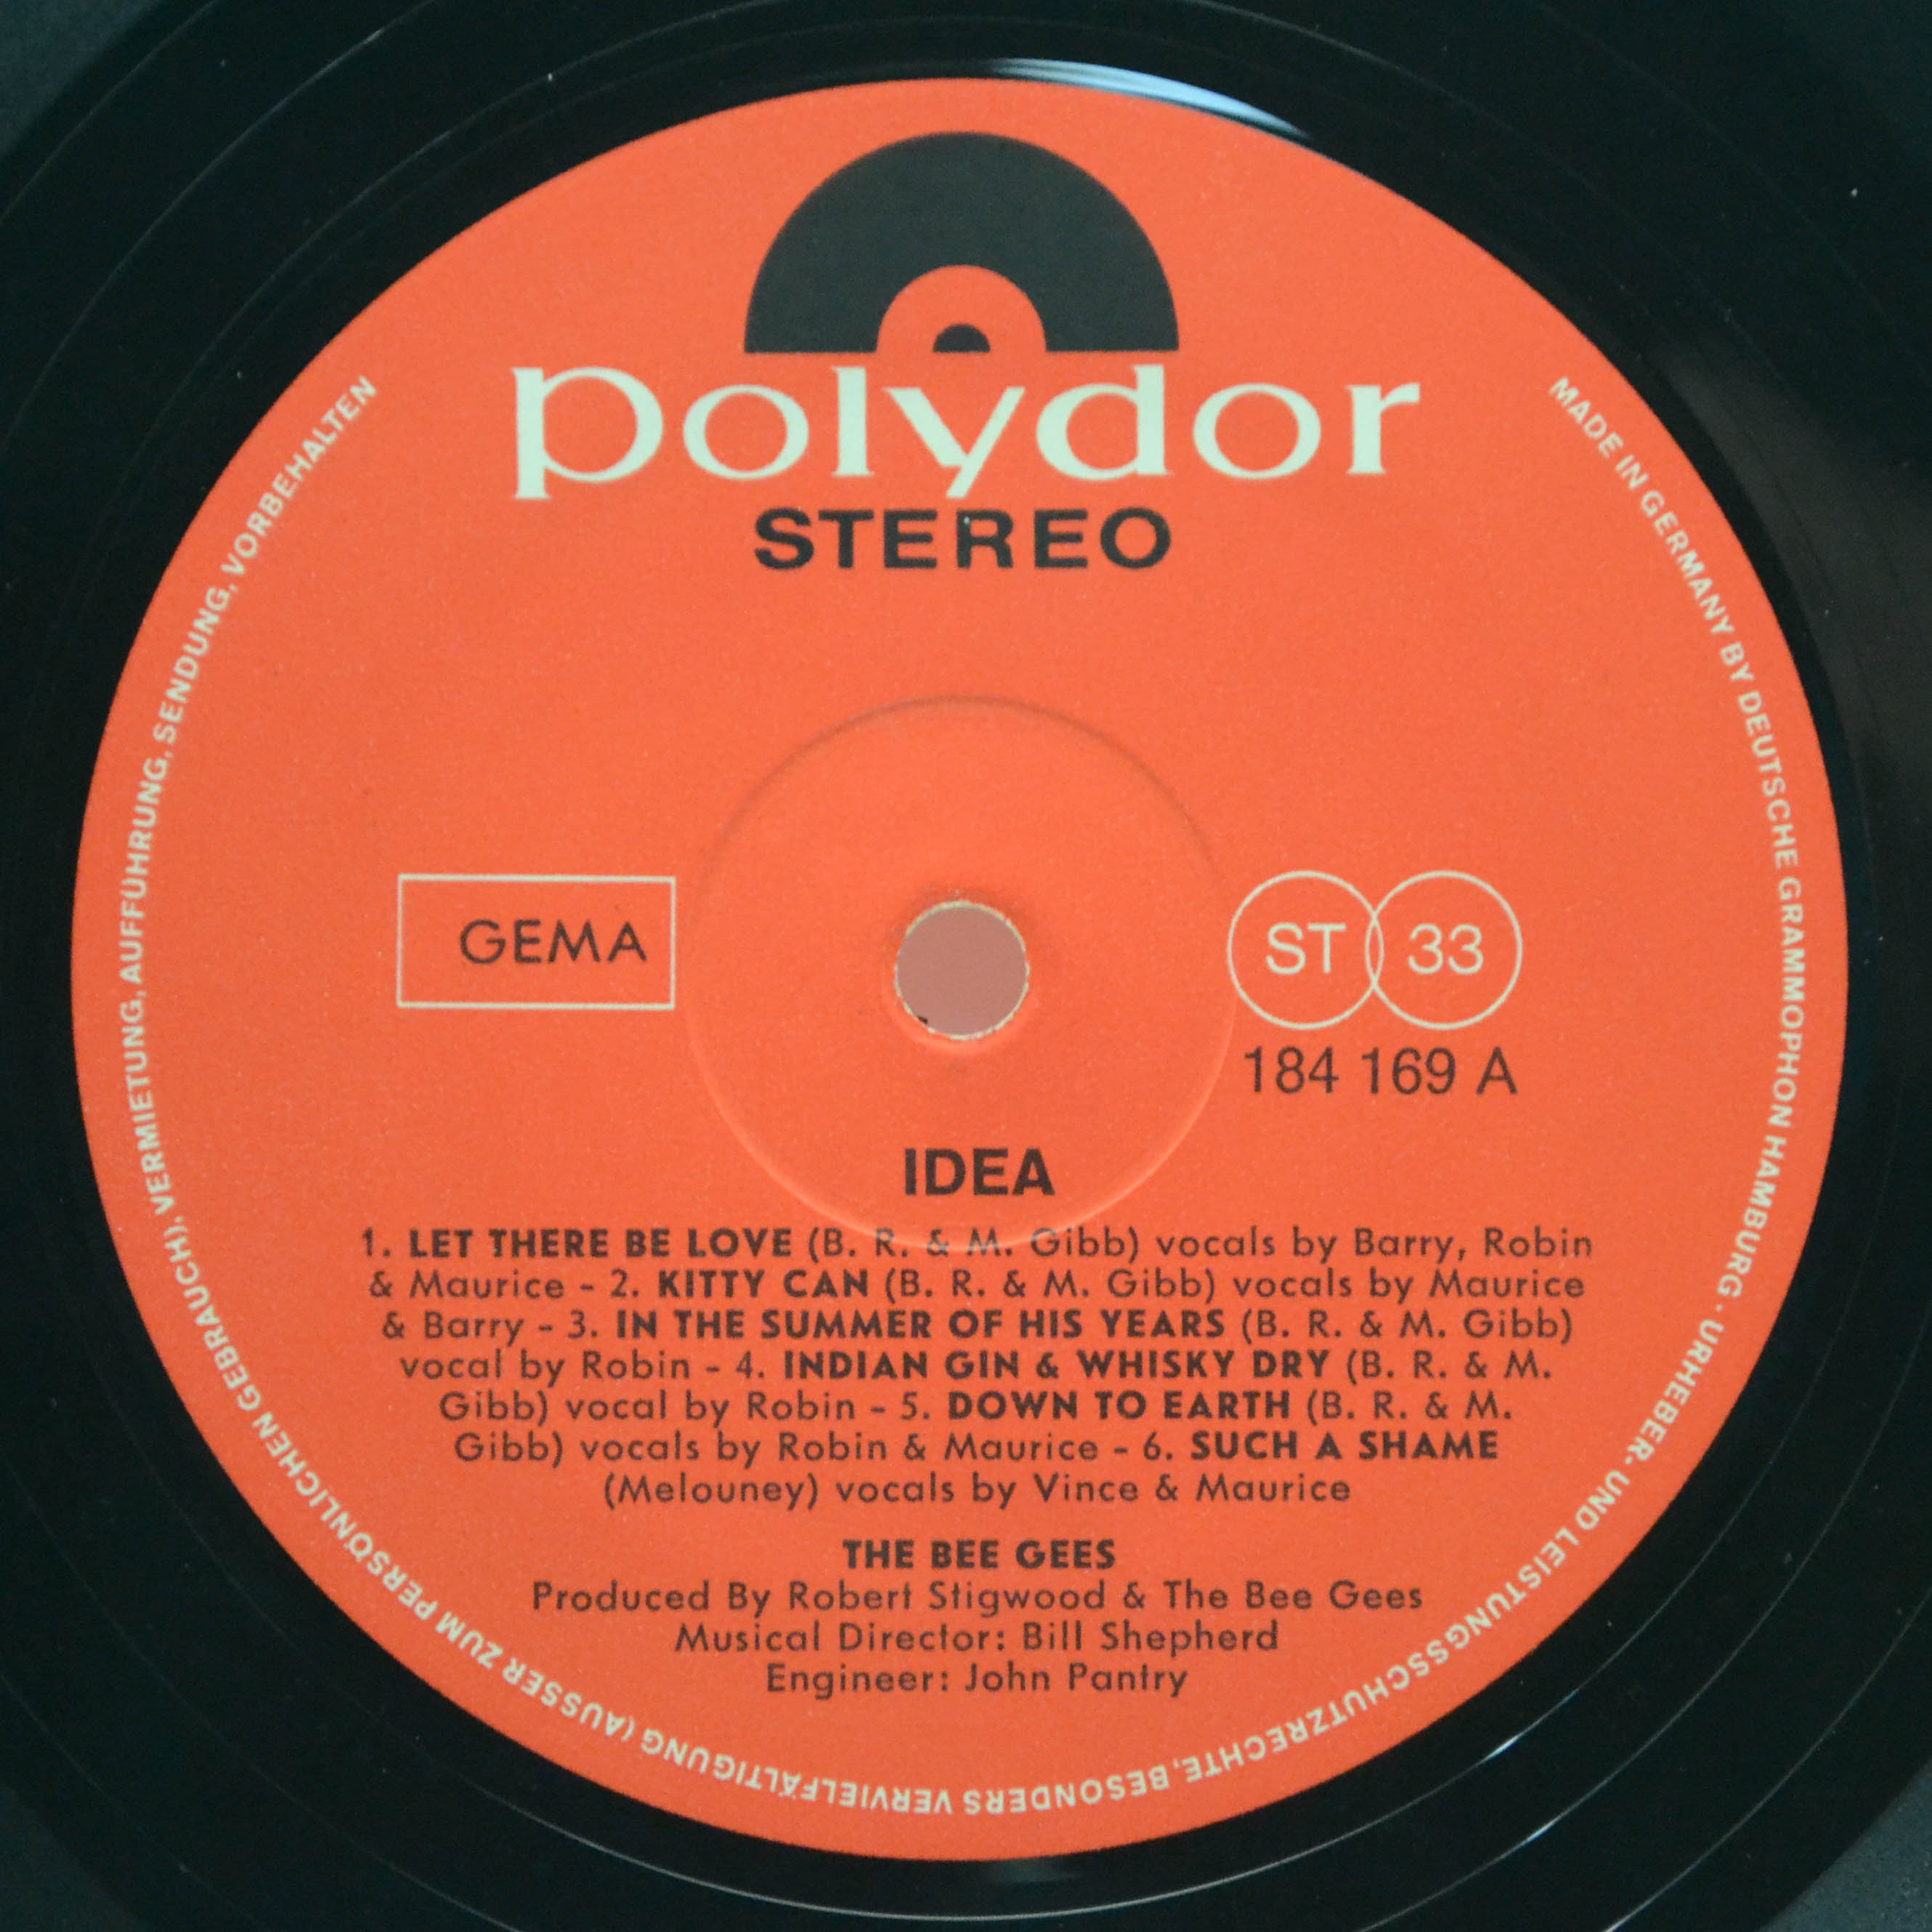 polydor
STEREO
GEMA
ST 33
184 169 A
IDEA
1. LET THERE BE LOVE (B. R. & M. Gibb) vocals by Barry, Robin
& Maurice - 2. KITTY CAN (B. R. & M. Gibb) vocals by Maurice
& Barry - 3. IN THE SUMMER OF HIS YEARS (B. R. & M. Gibb)
vocal by Robin - 4. INDIAN GIN & WHISKY DRY (B. R. & M.
Gibb) vocal by Robin - 5. DOWN TO EARTH (B. R. & M.
Gibb) vocals by Robin & Maurice - 6. SUCH A SHAME
(Melouney) vocals by Vince & Maurice
THE BEE GEES
Produced By Robert Stigwood & The Bee Gees
Musical Director: Bill Shepherd
Engineer: John Pantry
MADE IN GERMANY BY DEUTSCHE GRAMMOPHON HAMBURG · URHEBER- UND LEISTUNGSSCHUTZRECHTE, BESONDERS VERVIELFÄLTIGUNG (AUSSER ZUM PERSÖNLICHEN GEBRAUCH), VERMIETUNG, AUFFÜHRUNG, SENDUNG, VORBEHALTEN